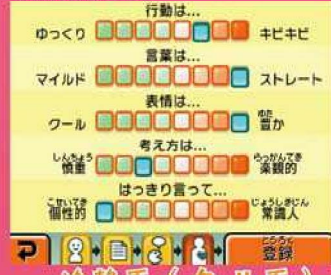 行動は...
ゆっくり キビキビ
言葉は...
マイルド ストレート
表情は...
クール 豊か
ゆた
考え方は...
しんちょう らっかんてき
慎重 楽観的
はっきり言って...
こせいてき じょうしきじん
個性的 常識人
とうろく
登録